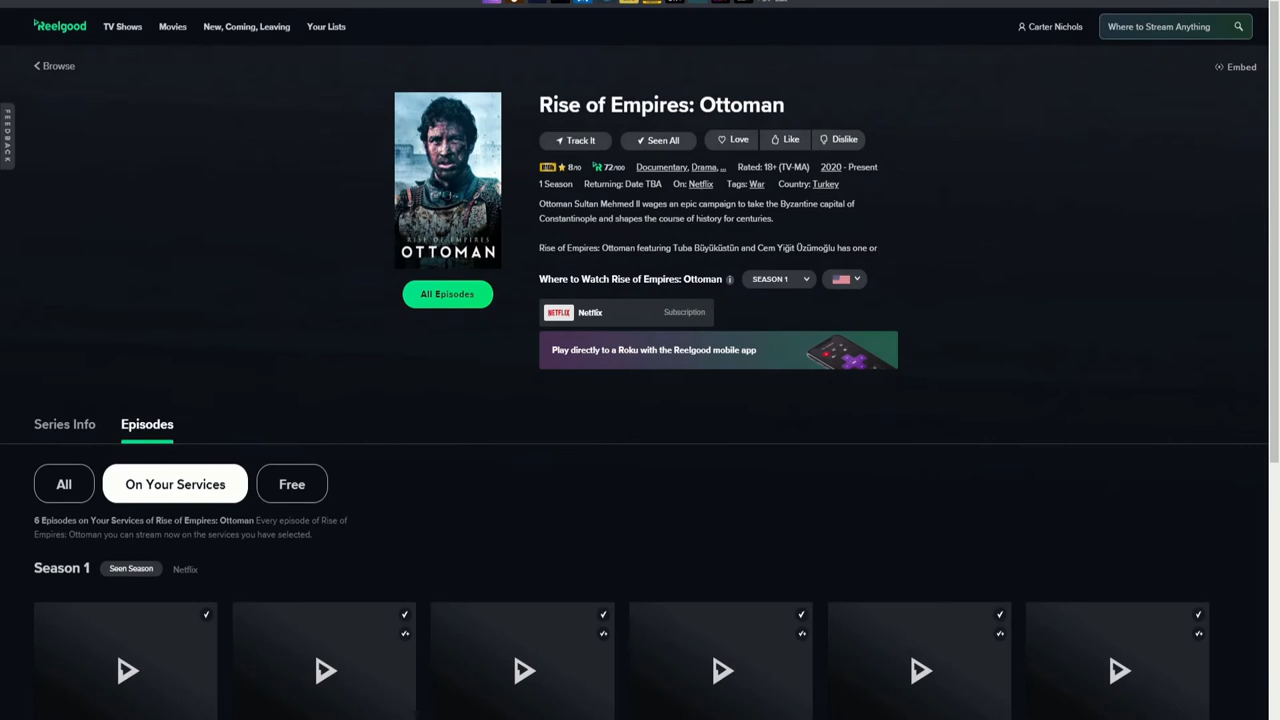 Reelgood
TV Shows
Movies
New, Coming, Leaving
Your Lists
Carter Nichols
Where to Stream Anything
Browse
Embed
FEEDBACK
RISE OF EMPIRES
OTTOMAN
All Episodes
Rise of Empires: Ottoman
Track It
Seen All
Love
Like
Dislike
IMDb 8/10 R 72/100 Documentary, Drama, ... Rated: 18+ (TV-MA) 2020 - Present
1 Season Returning: Date TBA On: Netflix Tags: War Country: Turkey
Ottoman Sultan Mehmed II wages an epic campaign to take the Byzantine capital of
Constantinople and shapes the course of history for centuries.
Rise of Empires: Ottoman featuring Tuba Büyüküstün and Cem Yiğit Üzümoğlu has one or
Where to Watch Rise of Empires: Ottoman
SEASON 1
NETFLIX Netflix Subscription
Play directly to a Roku with the Reelgood mobile app
Series Info
Episodes
All
On Your Services
Free
6 Episodes on Your Services of Rise of Empires: Ottoman Every episode of Rise of
Empires: Ottoman you can stream now on the services you have selected.
Season 1
Seen Season
Netflix